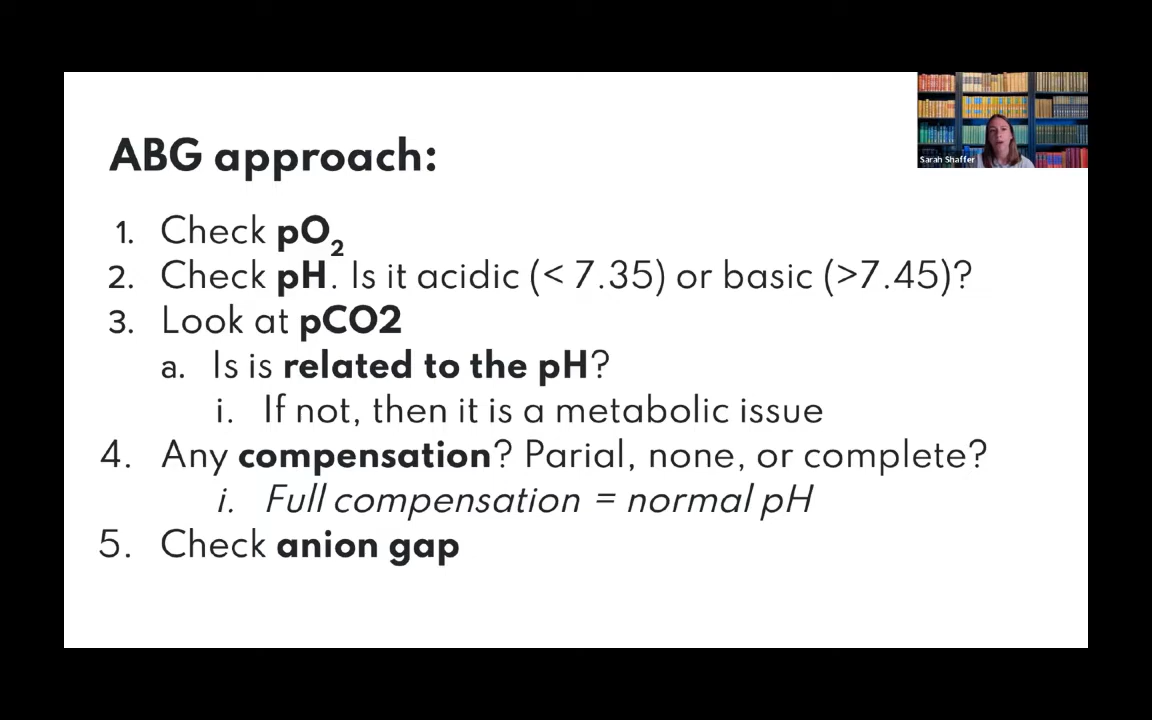 ABG approach:
Sarah Shaffer
1. Check pO2
2. Check pH. Is it acidic (< 7.35) or basic (>7.45)?
3. Look at pCO2
a. Is is related to the pH?
i. If not, then it is a metabolic issue
4. Any compensation? Parial, none, or complete?
i. Full compensation = normal pH
5. Check anion gap